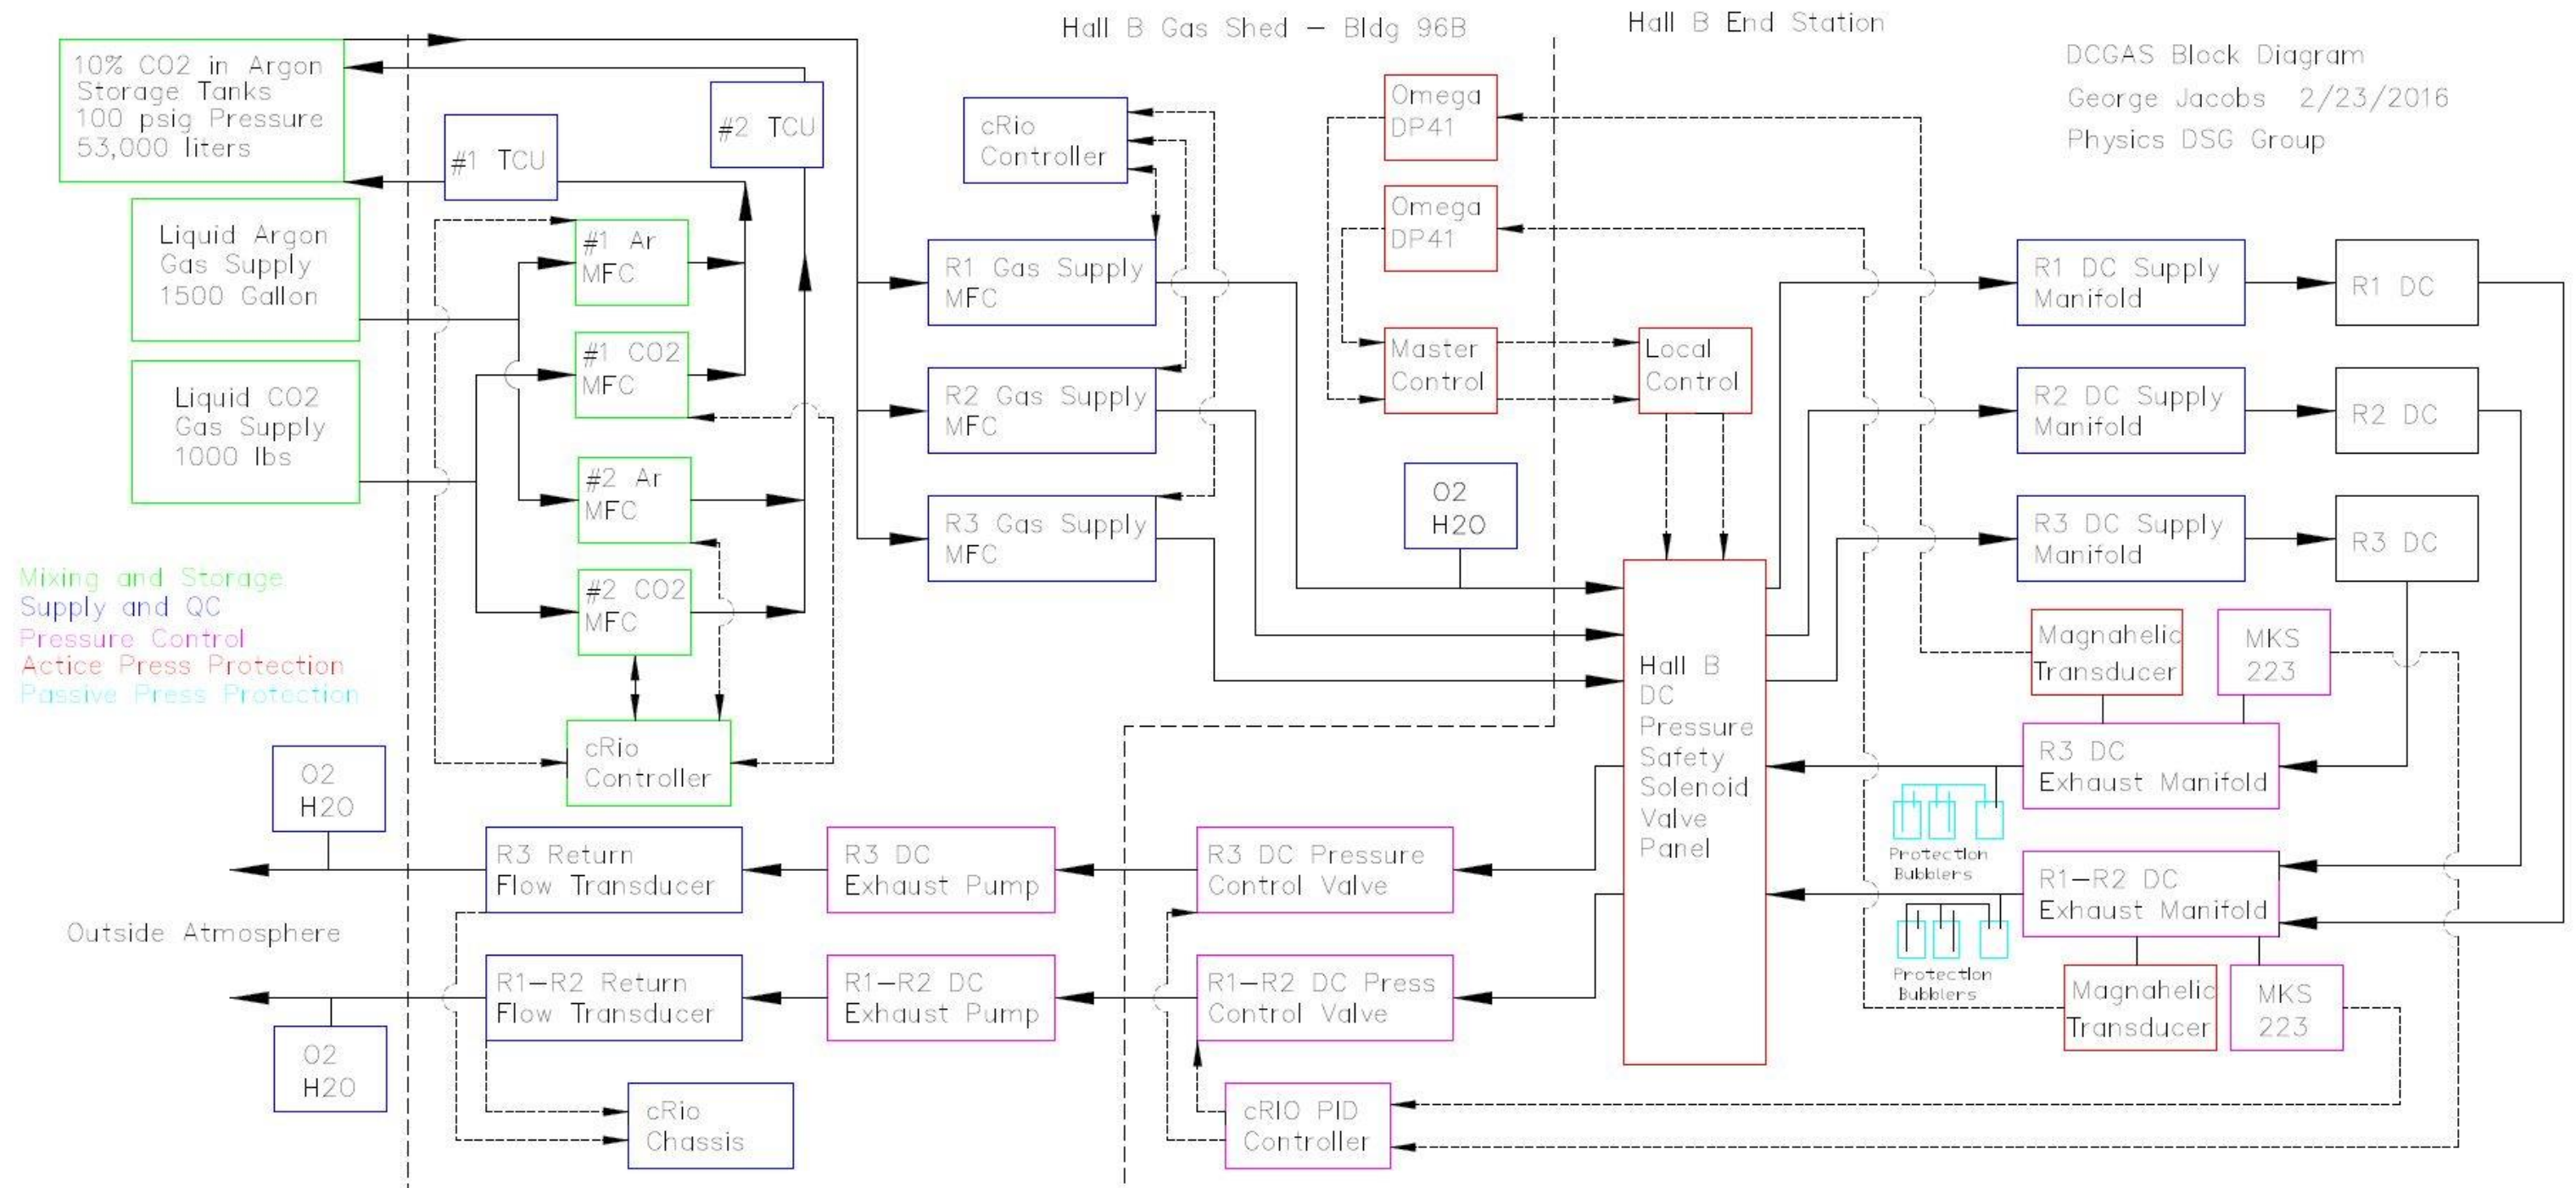 Hall B Gas Shed – Bldg 96B
Hall B End Station
DCGAS Block Diagram
George Jacobs 2/23/2016
Physics DSG Group
10% CO2 in Argon
Storage Tanks
100 psig Pressure
53,000 liters
#1 TCU
#2 TCU
Liquid Argon
Gas Supply
1500 Gallon
Liquid CO2
Gas Supply
1000 lbs
#1 Ar
MFC
#1 CO2
MFC
#2 Ar
MFC
#2 CO2
MFC
cRio
Controller
cRio
Controller
R1 Gas Supply
MFC
R2 Gas Supply
MFC
R3 Gas Supply
MFC
Omega
DP41
Omega
DP41
Master
Control
Local
Control
O2
H2O
Hall B
DC
Pressure
Safety
Solenoid
Valve
Panel
R1 DC Supply
Manifold
R1 DC
R2 DC Supply
Manifold
R2 DC
R3 DC Supply
Manifold
R3 DC
Magnahelic
Transducer
MKS
223
R3 DC
Exhaust Manifold
Protection
Bubblers
R1–R2 DC
Exhaust Manifold
Protection
Bubblers
Magnahelic
Transducer
MKS
223
Mixing and Storage
Supply and QC
Pressure Control
Actice Press Protection
Passive Press Protection
O2
H2O
R3 Return
Flow Transducer
R3 DC
Exhaust Pump
R3 DC Pressure
Control Valve
Outside Atmosphere
R1–R2 Return
Flow Transducer
R1–R2 DC
Exhaust Pump
R1–R2 DC Press
Control Valve
O2
H2O
cRio
Chassis
cRIO PID
Controller